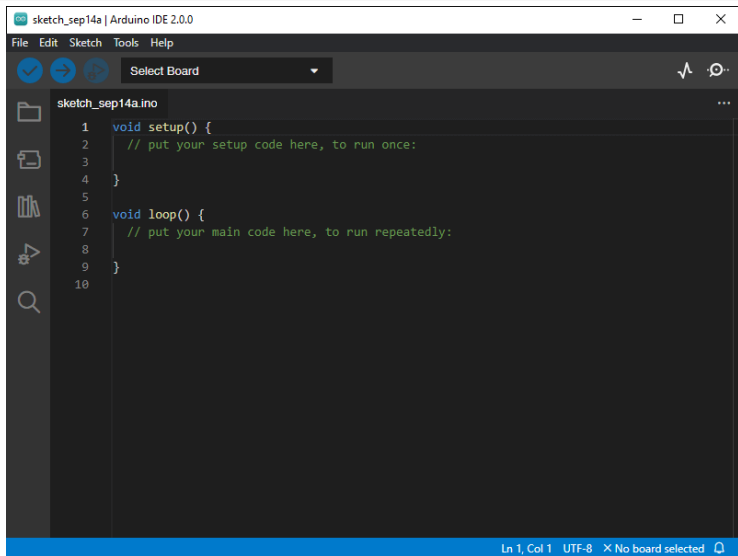 sketch_sep14a | Arduino IDE 2.0.0
File Edit Sketch Tools Help
Select Board
sketch_sep14a.ino
1 void setup() {
2 // put your setup code here, to run once:
3
4 }
5
6 void loop() {
7 // put your main code here, to run repeatedly:
8
9 }
10
Ln 1, Col 1 UTF-8 No board selected